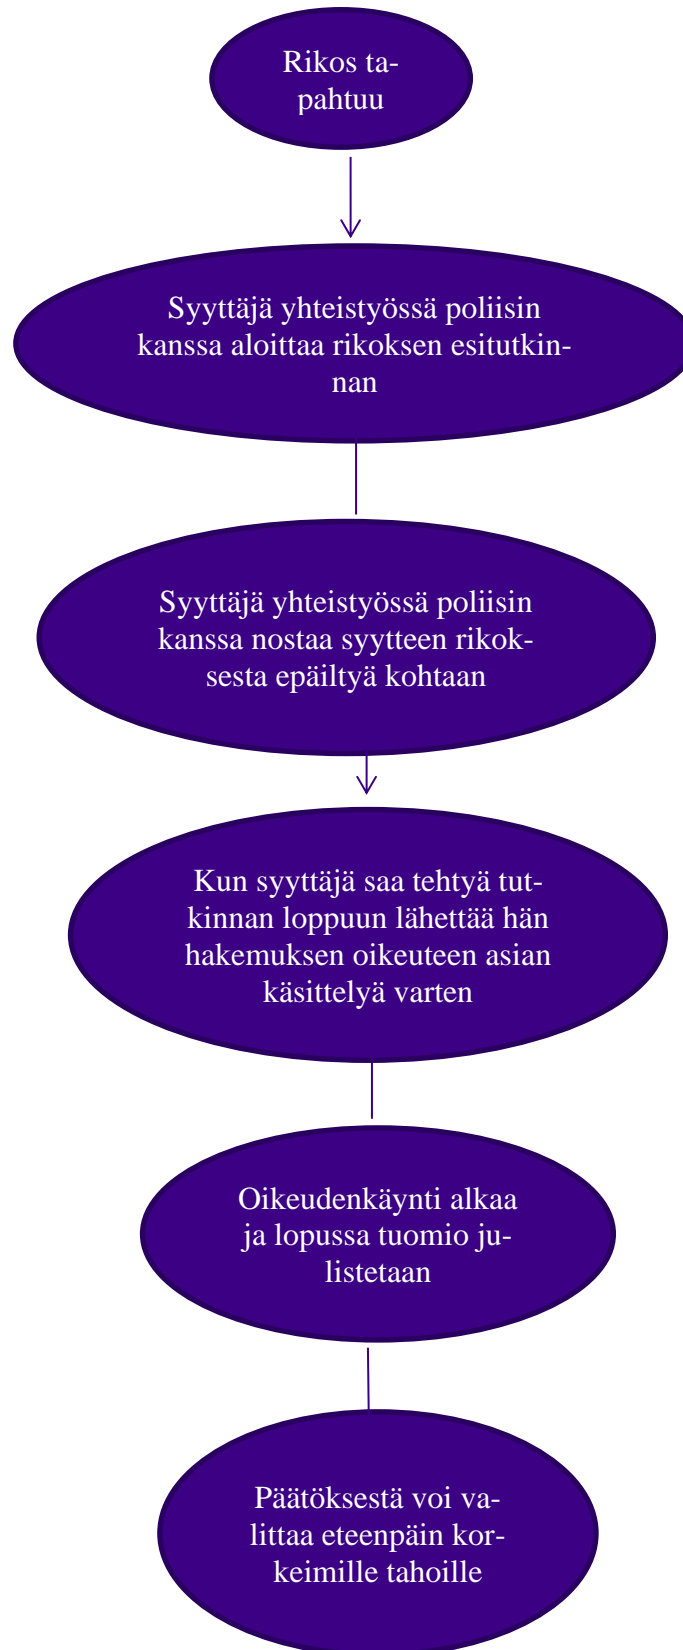 Rikos ta-
pahtuu
Syyttäjä yhteistyössä poliisin
kanssa aloittaa rikoksen esitutkin-
nan
Syyttäjä yhteistyössä poliisin
kanssa nostaa syytteen rikok-
sesta epäiltyä kohtaan
Kun syyttäjä saa tehtyä tut-
kinnan loppuun lähettää hän
hakemuksen oikeuteen asian
käsittelyä varten
Oikeudenkäynti alkaa
ja lopussa tuomio ju-
listetaan
Päätöksestä voi va-
littaa eteenpäin kor-
keimille tahoille